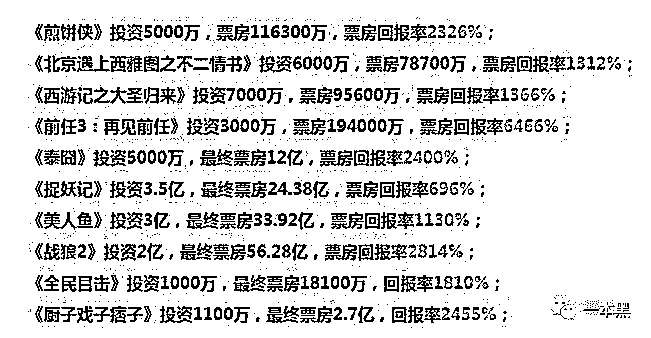 《煎饼侠》投资5000万，票房116300万，票房回报率2326%；
《北京遇上西雅图之不二情书》投资6000万，票房78700万，票房回报率1312%；
《西游记之大圣归来》投资7000万，票房95600万，票房回报率1366%；
《前任3：再见前任》投资3000万，票房194000万，票房回报率6466%；
《泰囧》投资5000万，最终票房12亿，票房回报率2400%；
《捉妖记》投资3.5亿，最终票房24.38亿，票房回报率696%；
《美人鱼》投资3亿，最终票房33.92亿，票房回报率1130%；
《战狼2》投资2亿，最终票房56.28亿，票房回报率2814%；
《全民目击》投资1000万，最终票房18100万，回报率1810%；
《厨子戏子痞子》投资1100万，最终票房2.7亿，回报率2455%；
一本黑